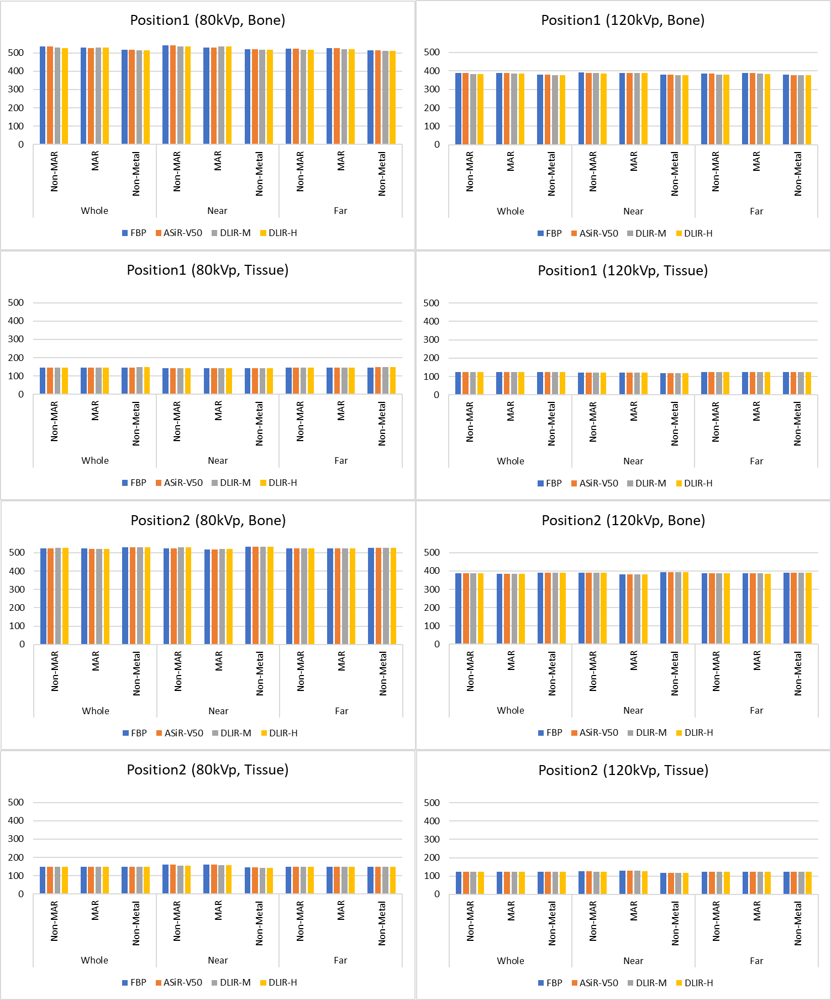 Position1 (80kVp, Bone)
500
400
300
200
100
0
Non-MAR
MAR
Non-Metal
Non-MAR
MAR
Non-Metal
Non-MAR
MAR
Non-Metal
Whole
Near
Far
FBP ASiR-V50 DLIR-M DLIR-H
Position1 (120kVp, Bone)
500
400
300
200
100
0
Non-MAR
MAR
Non-Metal
Non-MAR
MAR
Non-Metal
Non-MAR
MAR
Non-Metal
Whole
Near
Far
FBP ASiR-V50 DLIR-M DLIR-H
Position1 (80kVp, Tissue)
500
400
300
200
100
0
Non-MAR
MAR
Non-Metal
Non-MAR
MAR
Non-Metal
Non-MAR
MAR
Non-Metal
Whole
Near
Far
FBP ASiR-V50 DLIR-M DLIR-H
Position1 (120kVp, Tissue)
500
400
300
200
100
0
Non-MAR
MAR
Non-Metal
Non-MAR
MAR
Non-Metal
Non-MAR
MAR
Non-Metal
Whole
Near
Far
FBP ASiR-V50 DLIR-M DLIR-H
Position2 (80kVp, Bone)
500
400
300
200
100
0
Non-MAR
MAR
Non-Metal
Non-MAR
MAR
Non-Metal
Non-MAR
MAR
Non-Metal
Whole
Near
Far
FBP ASiR-V50 DLIR-M DLIR-H
Position2 (120kVp, Bone)
500
400
300
200
100
0
Non-MAR
MAR
Non-Metal
Non-MAR
MAR
Non-Metal
Non-MAR
MAR
Non-Metal
Whole
Near
Far
FBP ASiR-V50 DLIR-M DLIR-H
Position2 (80kVp, Tissue)
500
400
300
200
100
0
Non-MAR
MAR
Non-Metal
Non-MAR
MAR
Non-Metal
Non-MAR
MAR
Non-Metal
Whole
Near
Far
FBP ASiR-V50 DLIR-M DLIR-H
Position2 (120kVp, Tissue)
500
400
300
200
100
0
Non-MAR
MAR
Non-Metal
Non-MAR
MAR
Non-Metal
Non-MAR
MAR
Non-Metal
Whole
Near
Far
FBP ASiR-V50 DLIR-M DLIR-H